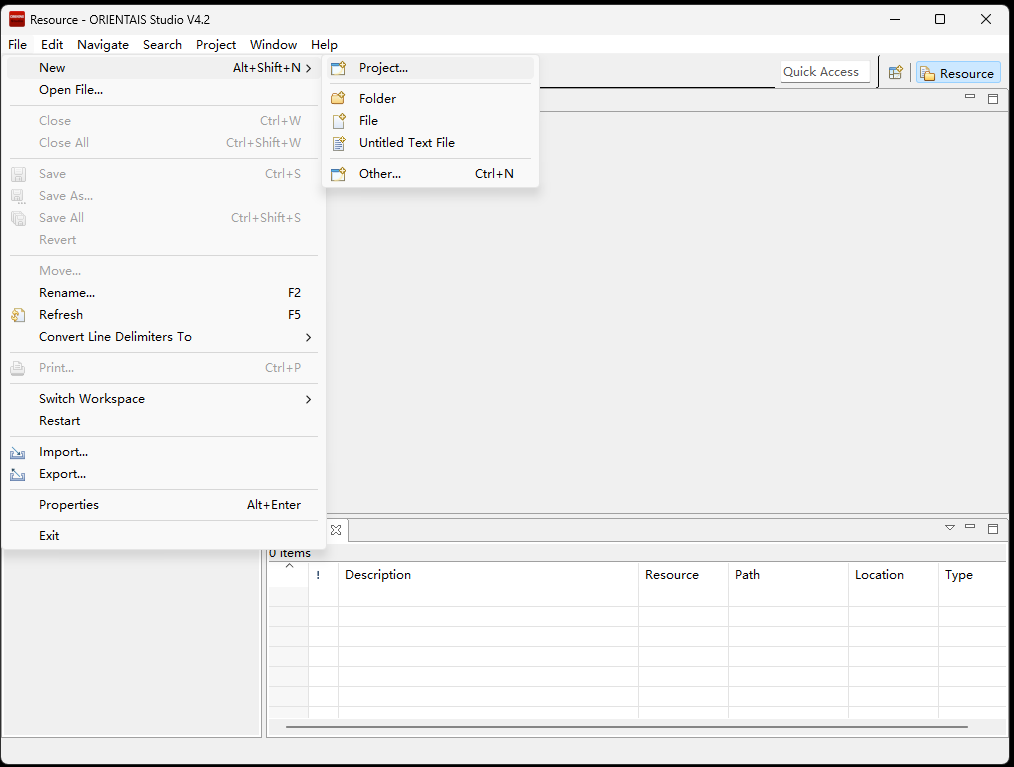 Resource - ORIENTAIS Studio V4.2
File Edit Navigate Search Project Window Help
New Alt+Shift+N
Open File...
Close Ctrl+W
Close All Ctrl+Shift+W
Save Ctrl+S
Save As...
Save All Ctrl+Shift+S
Revert
Move...
Rename... F2
Refresh F5
Convert Line Delimiters To
Print... Ctrl+P
Switch Workspace
Restart
Import...
Export...
Properties Alt+Enter
Exit
Project...
Folder
File
Untitled Text File
Other... Ctrl+N
Quick Access
Resource
0 items
! Description Resource Path Location Type